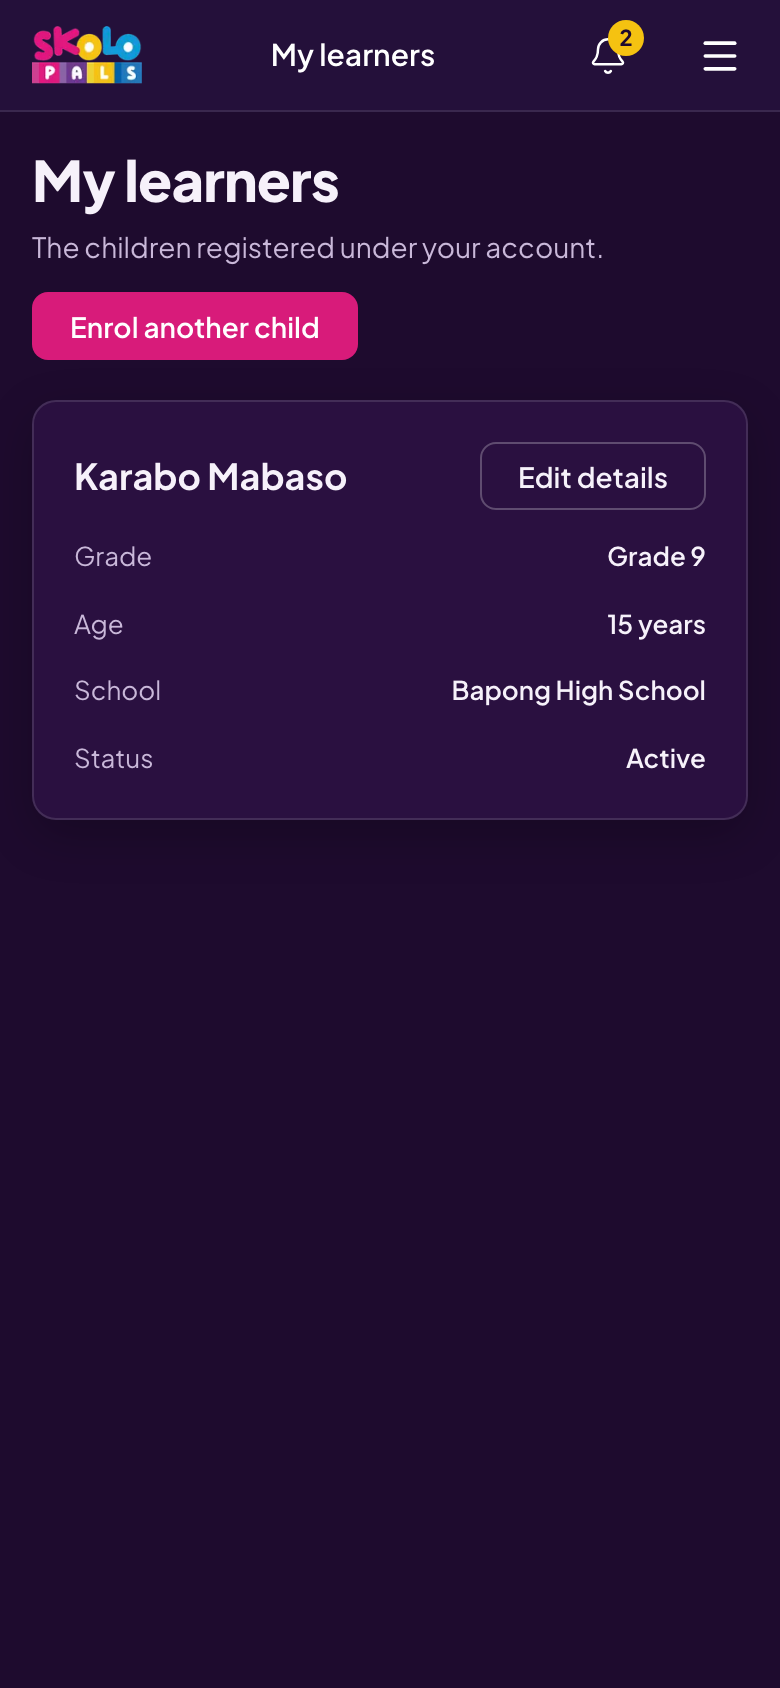 SKOLO
PALS
My learners
2
My learners
The children registered under your account.
Enrol another child
Karabo Mabaso
Edit details
Grade
Grade 9
Age
15 years
School
Bapong High School
Status
Active